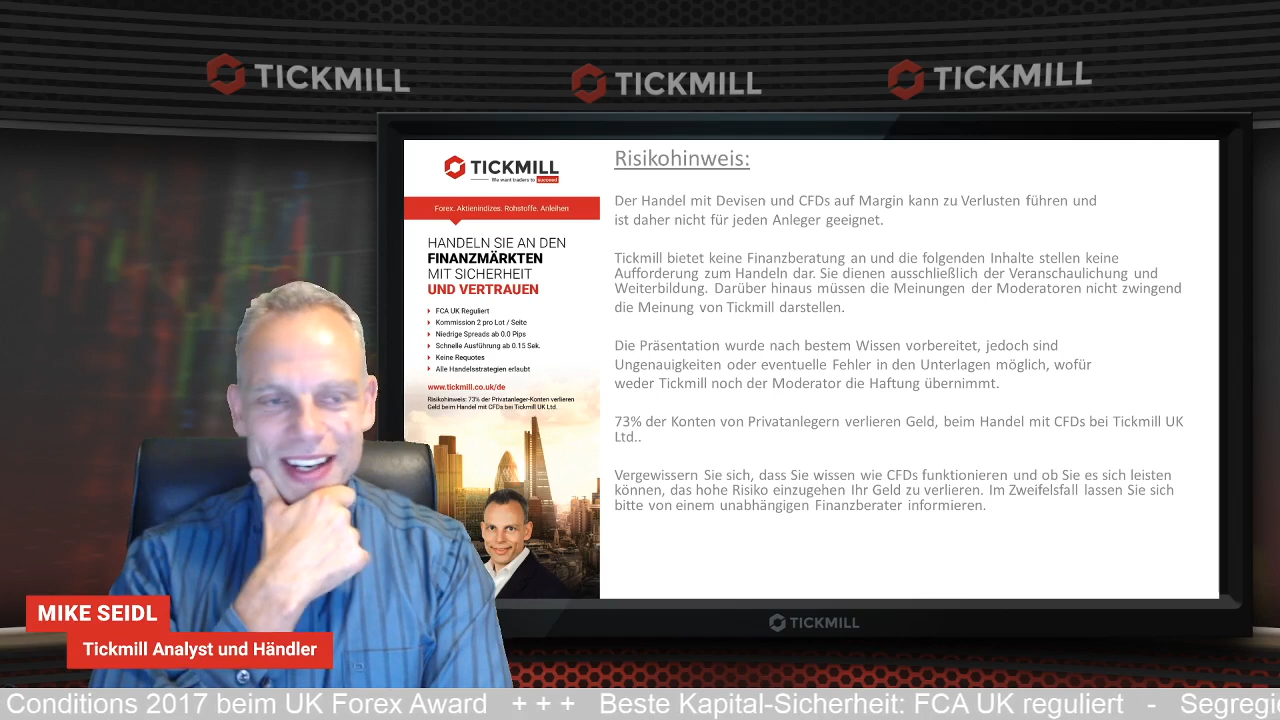 TICKMILL
TICKMILL
TICKMILL
TICKMILL
We want traders to succeed
Forex. Aktienindizes. Rohstoffe. Anleihen
HANDELN SIE AN DEN
FINANZMÄRKTEN
MIT SICHERHEIT
UND VERTRAUEN
FCA UK Reguliert
Kommission 2 pro Lot / Seite
Niedrige Spreads ab 0.0 Pips
Schnelle Ausführung ab 0.15 Sek.
Keine Requotes
Alle Handelsstrategien erlaubt
www.tickmill.co.uk/de
Risikohinweis: 73% der Privatanleger-Konten verlieren
Geld beim Handel mit CFDs bei Tickmill UK Ltd.
Risikohinweis:
Der Handel mit Devisen und CFDs auf Margin kann zu Verlusten führen und
ist daher nicht für jeden Anleger geeignet.
Tickmill bietet keine Finanzberatung an und die folgenden Inhalte stellen keine
Aufforderung zum Handeln dar. Sie dienen ausschließlich der Veranschaulichung und
Weiterbildung. Darüber hinaus müssen die Meinungen der Moderatoren nicht zwingend
die Meinung von Tickmill darstellen.
Die Präsentation wurde nach bestem Wissen vorbereitet, jedoch sind
Ungenauigkeiten oder eventuelle Fehler in den Unterlagen möglich, wofür
weder Tickmill noch der Moderator die Haftung übernimmt.
73% der Konten von Privatanlegern verlieren Geld, beim Handel mit CFDs bei Tickmill UK
Ltd..
Vergewissern Sie sich, dass Sie wissen wie CFDs funktionieren und ob Sie es sich leisten
können, das hohe Risiko einzugehen Ihr Geld zu verlieren. Im Zweifelsfall lassen Sie sich
bitte von einem unabhängigen Finanzberater informieren.
TICKMILL
MIKE SEIDL
Tickmill Analyst und Händler
Conditions 2017 beim UK Forex Award + + + Beste Kapital-Sicherheit: FCA UK reguliert - Segregi